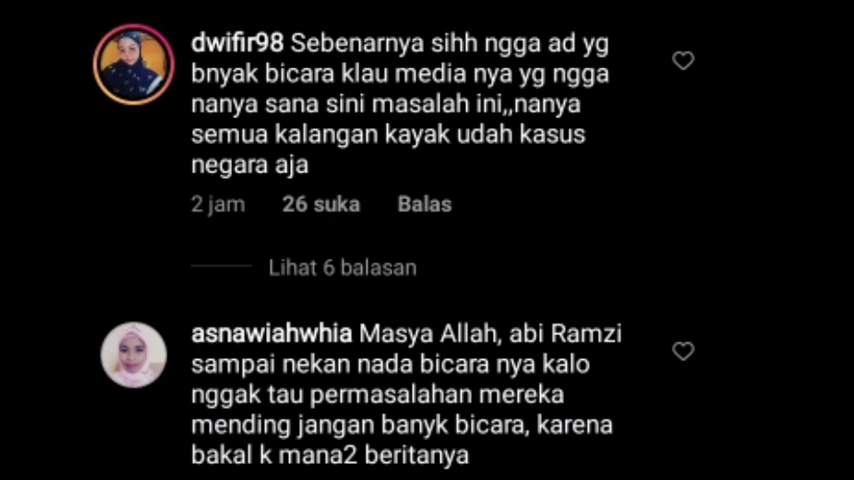 dwifir98 Sebenarnya sihh ngga ad yg
bnyak bicara klau media nya yg ngga
nanya sana sini masalah ini,,nanya
semua kalangan kayak udah kasus
negara aja
2 jam 26 suka Balas
Lihat 6 balasan
asnawiahwhia Masya Allah, abi Ramzi
sampai nekan nada bicara nya kalo
nggak tau permasalahan mereka
mending jangan banyk bicara, karena
bakal k mana2 beritanya